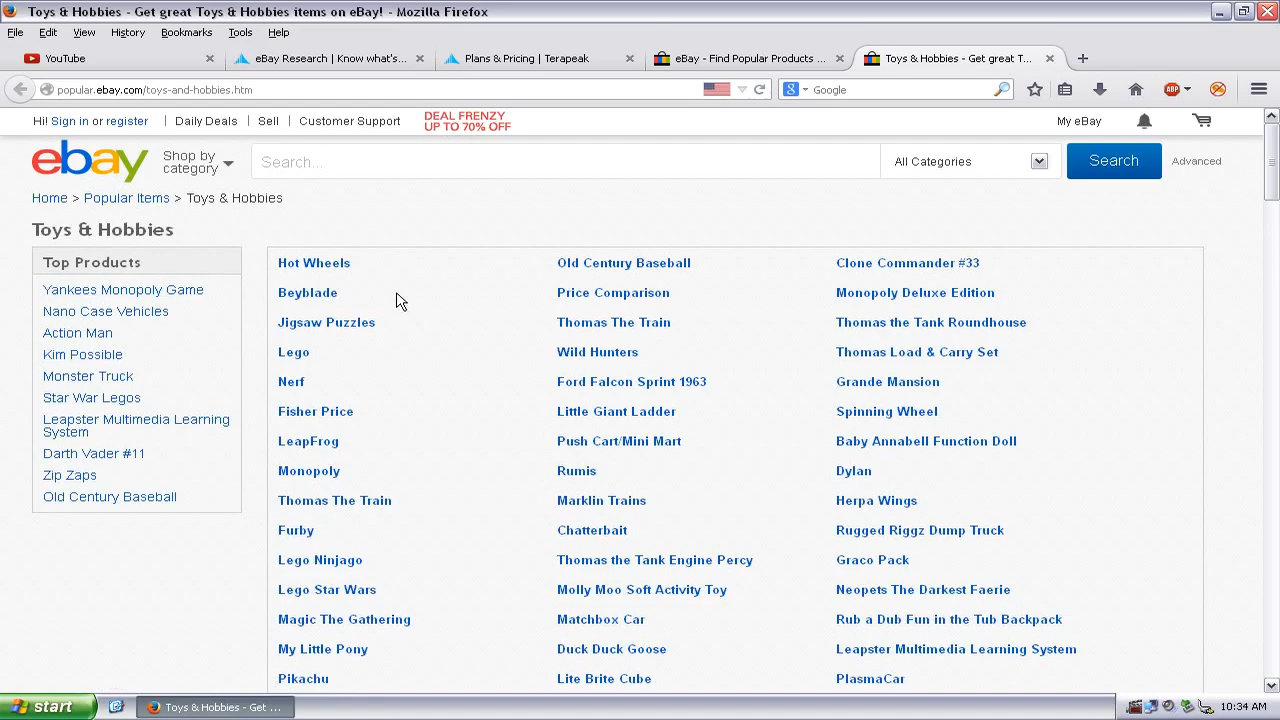 Toys & Hobbies - Get great Toys & Hobbies items on eBay! - Mozilla Firefox
File Edit View History Bookmarks Tools Help
YouTube eBay Research | Know what's... Plans & Pricing | Terapeak eBay - Find Popular Products ... Toys & Hobbies - Get great T...
popular.ebay.com/toys-and-hobbies.htm Google ABP
Hi! Sign in or register Daily Deals Sell Customer Support DEAL FRENZY My eBay
UP TO 70% OFF
ebay Shop by category Search... All Categories Search Advanced
Home > Popular Items > Toys & Hobbies
Toys & Hobbies
Top Products
Yankees Monopoly Game
Nano Case Vehicles
Action Man
Kim Possible
Monster Truck
Star War Legos
Leapster Multimedia Learning
System
Darth Vader #11
Zip Zaps
Old Century Baseball
Hot Wheels Old Century Baseball Clone Commander #33
Beyblade Price Comparison Monopoly Deluxe Edition
Jigsaw Puzzles Thomas The Train Thomas the Tank Roundhouse
Lego Wild Hunters Thomas Load & Carry Set
Nerf Ford Falcon Sprint 1963 Grande Mansion
Fisher Price Little Giant Ladder Spinning Wheel
LeapFrog Push Cart/Mini Mart Baby Annabell Function Doll
Monopoly Rumis Dylan
Thomas The Train Marklin Trains Herpa Wings
Furby Chatterbait Rugged Riggz Dump Truck
Lego Ninjago Thomas the Tank Engine Percy Graco Pack
Lego Star Wars Molly Moo Soft Activity Toy Neopets The Darkest Faerie
Magic The Gathering Matchbox Car Rub a Dub Fun in the Tub Backpack
My Little Pony Duck Duck Goose Leapster Multimedia Learning System
Pikachu Lite Brite Cube PlasmaCar
start Toys & Hobbies - Get ... 10:34 AM